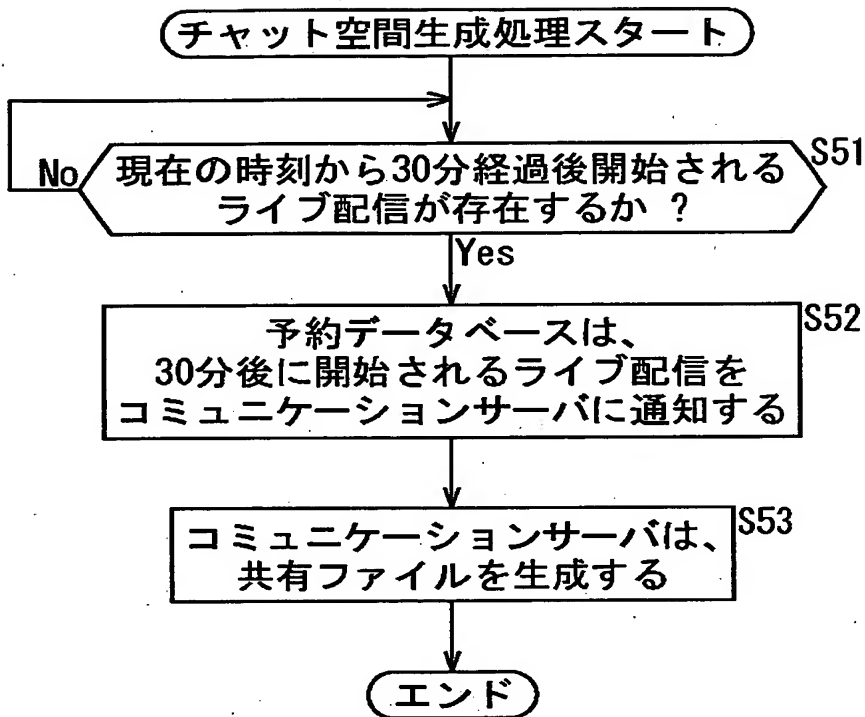 チャット空間生成処理スタート
S51
No
現在の時刻から30分経過後開始される
ライブ配信が存在するか ?
Yes
S52
予約データベースは、
30分後に開始されるライブ配信を
コミュニケーションサーバに通知する
S53
コミュニケーションサーバは、
共有ファイルを生成する
エンド